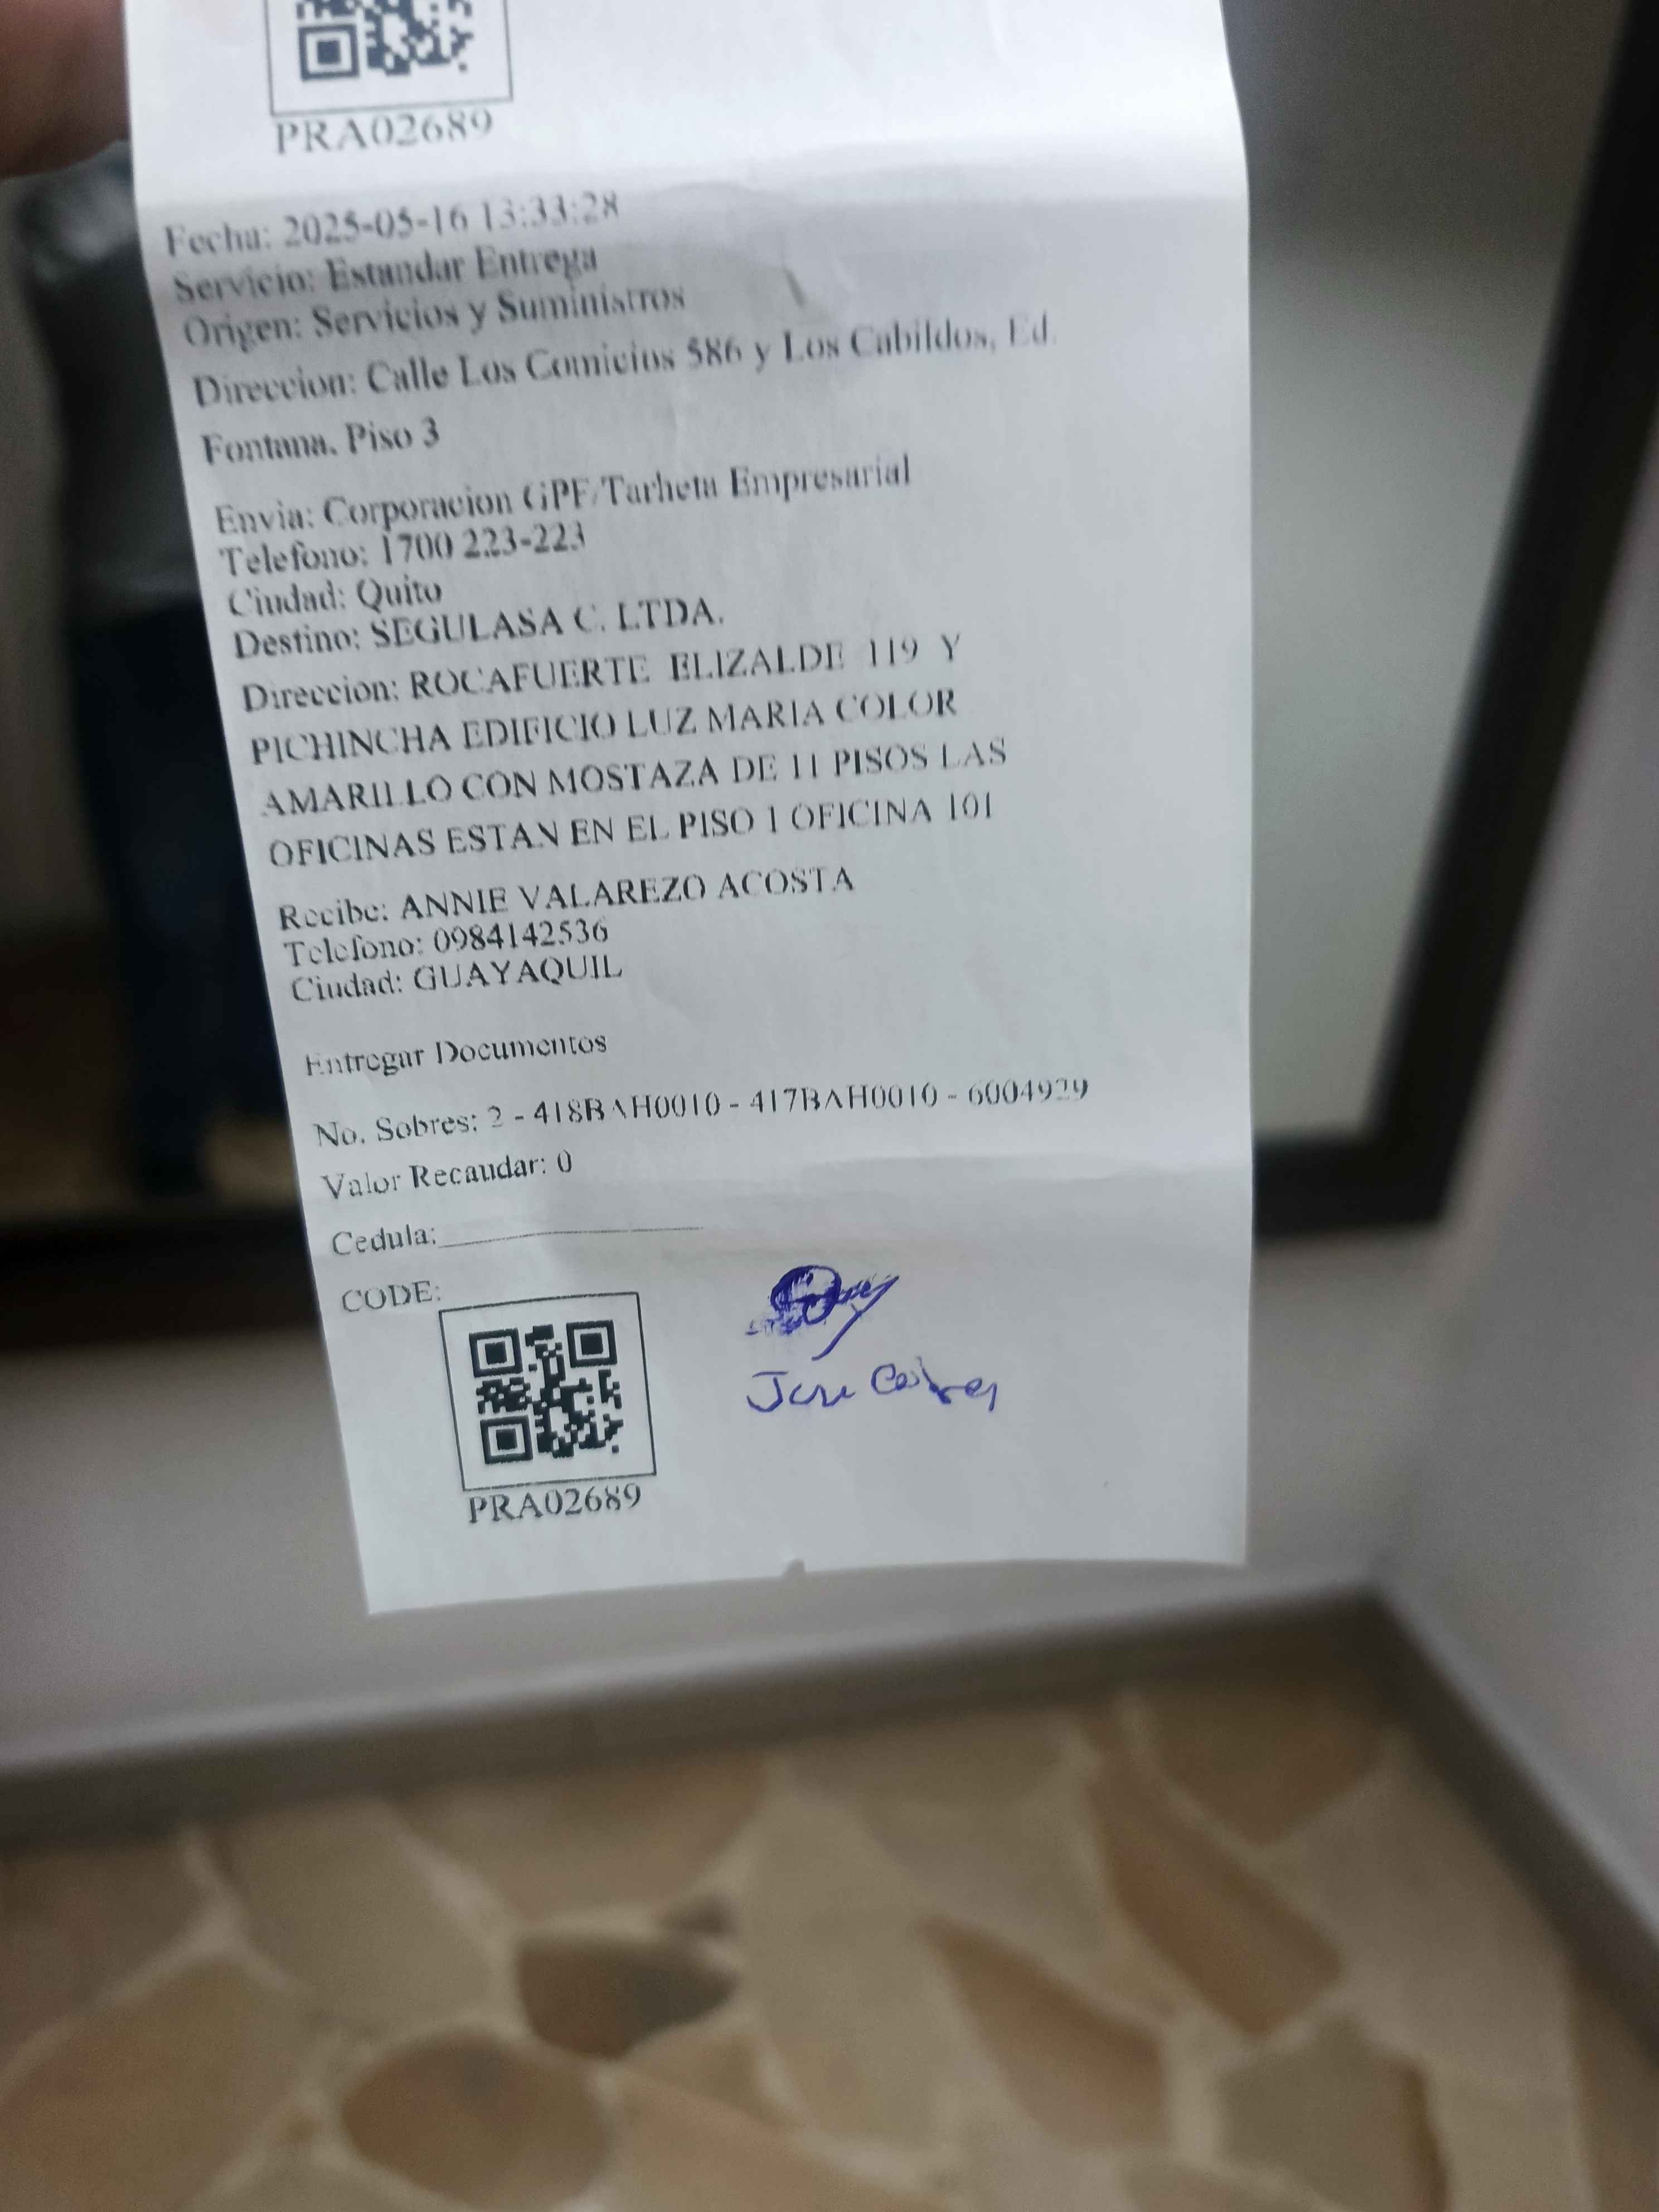 PRA02689
Fecha: 2025-05-16 13:33:28
Servicio: Estandar Entrega
Origen: Servicios y Suministros
Direccion: Calle Los Comicios 586 y Los Cabildos, Ed.
Fontana. Piso 3
Envia: Corporacion GPF/Tarheta Empresarial
Telefono: 1700 223-223
Ciudad: Quito
Destino: SEGULASA C. LTDA.
Direccion: ROCAFUERTE ELIZALDE 119 Y
PICHINCHA EDIFICIO LUZ MARIA COLOR
AMARILLO CON MOSTAZA DE 11 PISOS LAS
OFICINAS ESTAN EN EL PISO 1 OFICINA 101
Recibe: ANNIE VALAREZO ACOSTA
Telefono: 0984142536
Ciudad: GUAYAQUIL
Entregar Documentos
No. Sobres: 2 - 418BAH0010 - 417BAH0010 - 6004929
Valor Recaudar: 0
Cedula:
CODE:
PRA02689